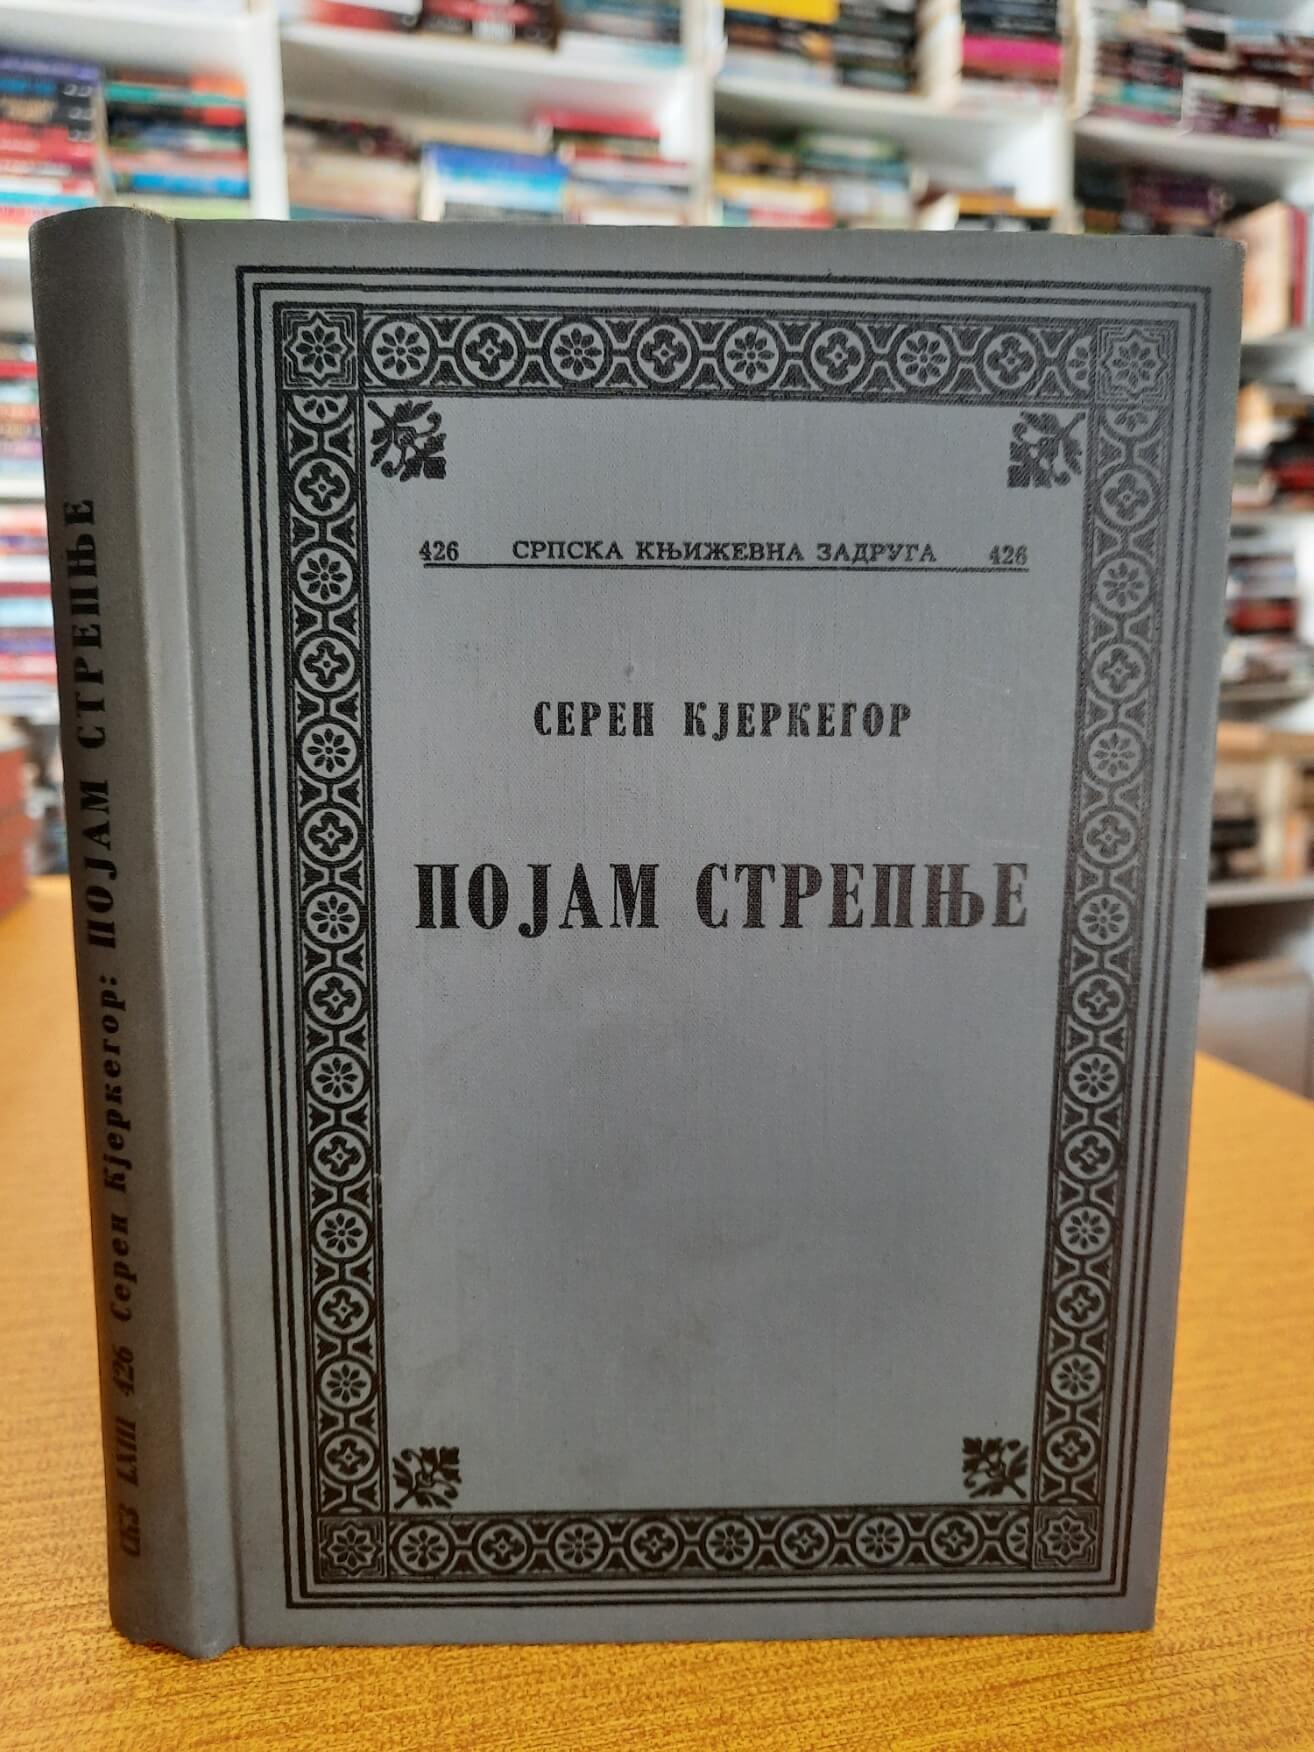 426 СРПСКА КЊИЖЕВНА ЗАДРУГА 426
СЕРЕН КЈЕРКЕГОР
ПОЈАМ СТРЕПЊЕ
СКЗ LXIII 426 Серен Кјеркегор: ПОЈАМ СТРЕПЊЕ